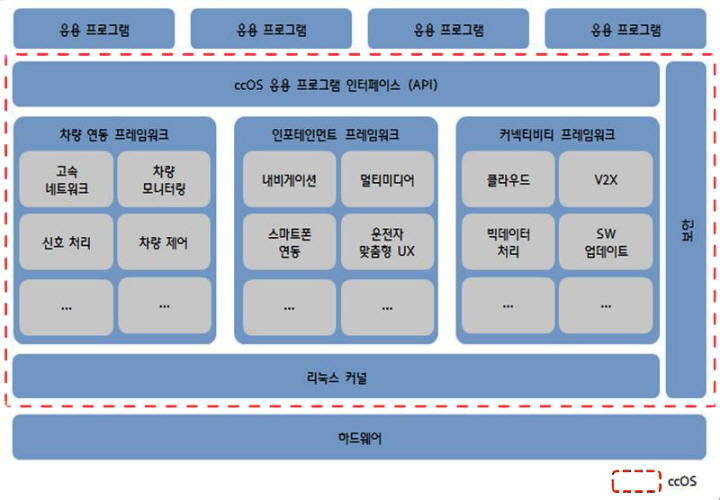 응용 프로그램
응용 프로그램
응용 프로그램
응용 프로그램
ccOS 응용 프로그램 인터페이스 (API)
차량 연동 프레임워크
고속
네트워크
차량
모니터링
신호 처리
차량 제어
...
...
인포테인먼트 프레임워크
내비게이션
멀티미디어
스마트폰
연동
운전자
맞춤형 UX
...
...
커넥티비티 프레임워크
클라우드
V2X
빅데이터
처리
SW
업데이트
...
...
보안
리눅스 커널
하드웨어
ccOS